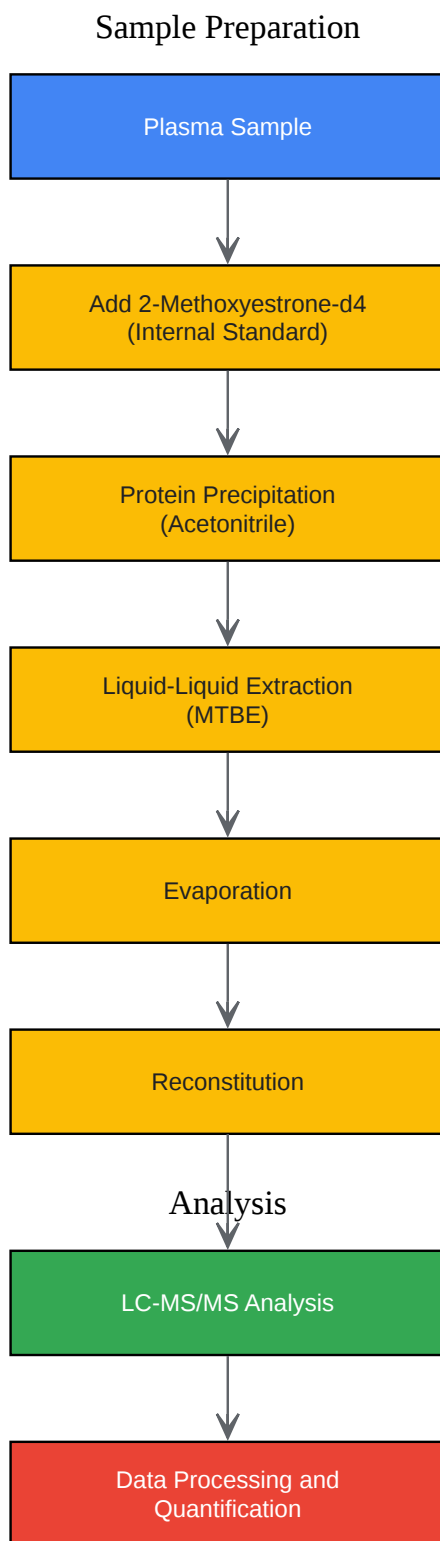 Sample Preparation
Plasma Sample
Add 2-Methoxyestrone-d4
(Internal Standard)
Protein Precipitation
(Acetonitrile)
Liquid-Liquid Extraction
(MTBE)
Evaporation
Reconstitution
Analysis
LC-MS/MS Analysis
Data Processing and
Quantification